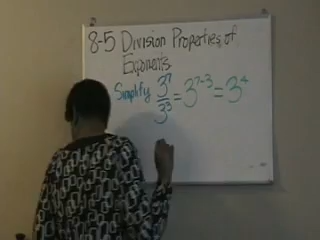 8-5 Division Properties of
Exponents
Simplify 3⁷/3³ = 3⁷⁻³ = 3⁴